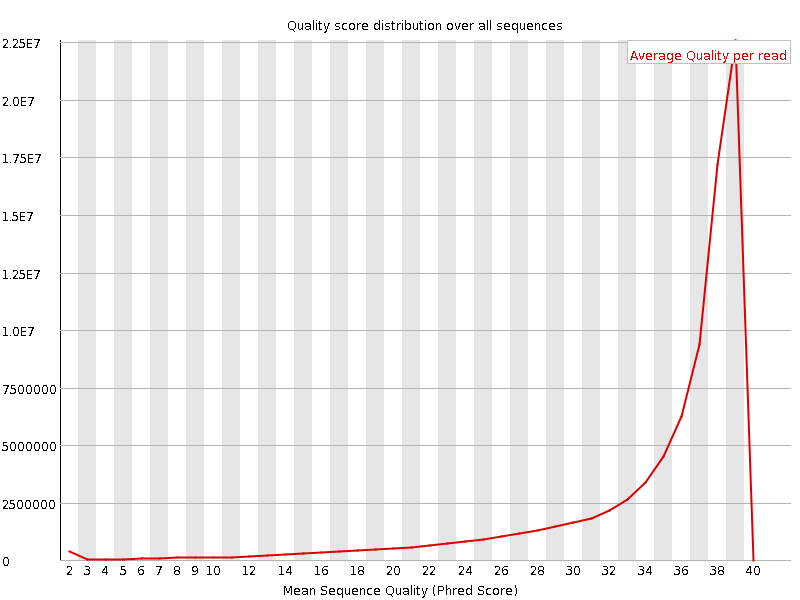 Quality score distribution over all sequences
Average Quality per read
2.25E7
2.0E7
1.75E7
1.5E7
1.25E7
1.0E7
7500000
5000000
2500000
0
2 3 4 5 6 7 8 9 10 12 14 16 18 20 22 24 26 28 30 32 34 36 38 40
Mean Sequence Quality (Phred Score)